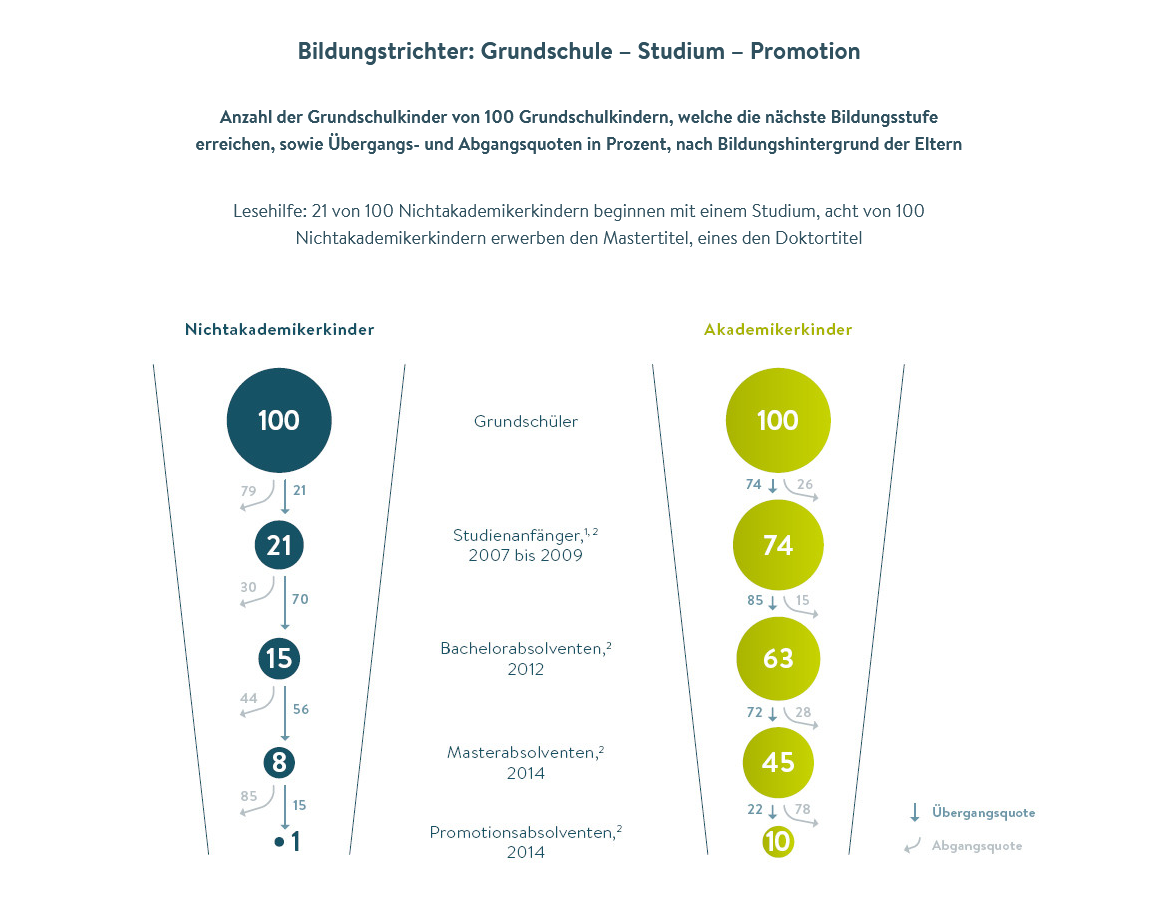 Bildungstrichter: Grundschule – Studium – Promotion
Anzahl der Grundschulkinder von 100 Grundschulkindern, welche die nächste Bildungsstufe
erreichen, sowie Übergangs- und Abgangsquoten in Prozent, nach Bildungshintergrund der Eltern
Lesehilfe: 21 von 100 Nichtakademikerkindern beginnen mit einem Studium, acht von 100
Nichtakademikerkindern erwerben den Mastertitel, eines den Doktortitel
Nichtakademikerkinder
Akademikerkinder
100
Grundschüler
100
79
21
74
26
21
Studienanfänger,1, 2
2007 bis 2009
74
30
70
85
15
15
Bachelorabsolventen,2
2012
63
44
56
72
28
8
Masterabsolventen,2
2014
45
85
15
22
78
1
Promotionsabsolventen,2
2014
10
Übergangsquote
Abgangsquote